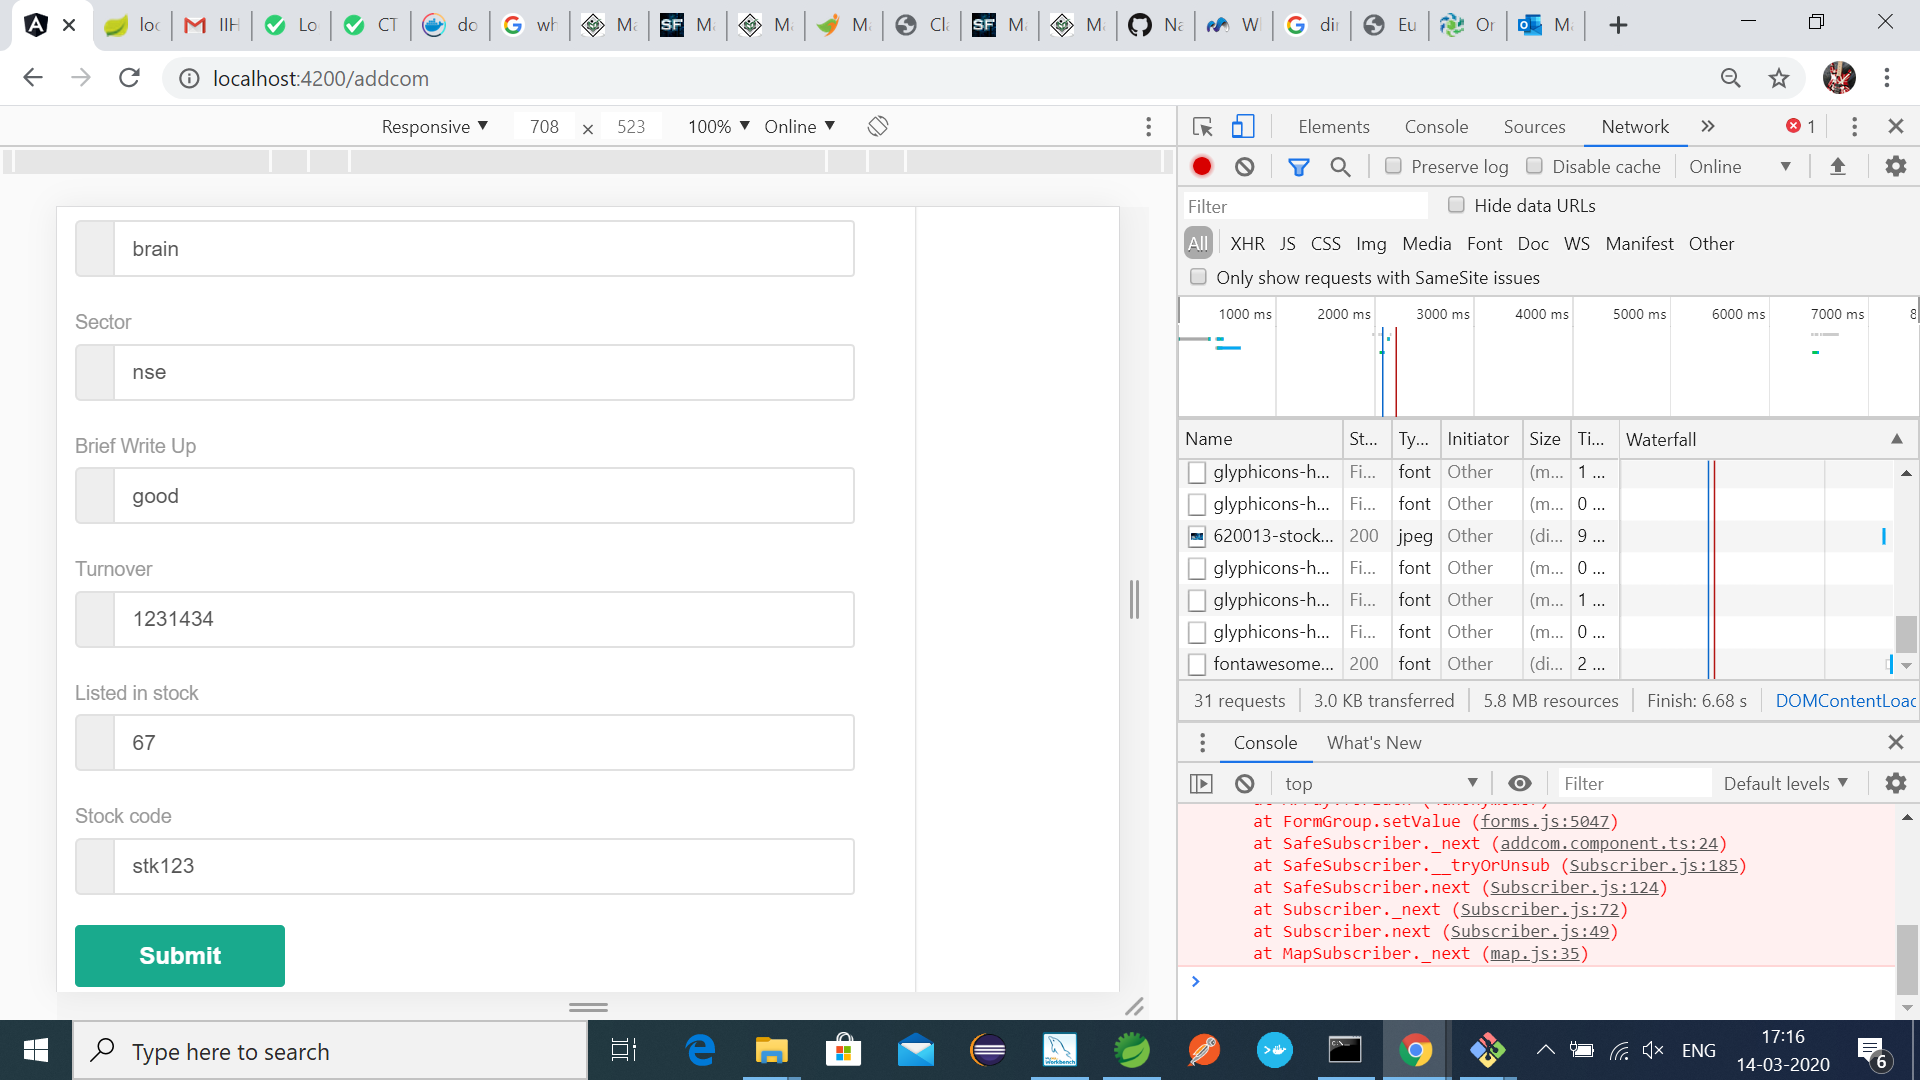 loc
IIH
Lo
CT
do
wh
Ma
Ma
Ma
Ma
Cla
Ma
Ma
Na
WI
din
Eu
On
Ma
localhost:4200/addcom
Responsive ▼ 708 × 523 100% ▼ Online ▼
brain
Sector
nse
Brief Write Up
good
Turnover
1231434
Listed in stock
67
Stock code
stk123
Submit
Elements Console Sources Network » 1
Preserve log Disable cache Online ▼
Filter Hide data URLs
All XHR JS CSS Img Media Font Doc WS Manifest Other
Only show requests with SameSite issues
1000 ms 2000 ms 3000 ms 4000 ms 5000 ms 6000 ms 7000 ms 8
Name St... Ty... Initiator Size Ti... Waterfall
glyphicons-h... Fi... font Other (m... 1 ...
glyphicons-h... Fi... font Other (m... 0 ...
620013-stock... 200 jpeg Other (di... 9 ...
glyphicons-h... Fi... font Other (m... 0 ...
glyphicons-h... Fi... font Other (m... 1 ...
glyphicons-h... Fi... font Other (m... 0 ...
fontawesome... 200 font Other (di... 2 ...
31 requests 3.0 KB transferred 5.8 MB resources Finish: 6.68 s DOMContentLoad
Console What's New
top ▼ Filter Default levels ▼
at FormGroup.setValue (forms.js:5047)
at SafeSubscriber._next (addcom.component.ts:24)
at SafeSubscriber.__tryOrUnsub (Subscriber.js:185)
at SafeSubscriber.next (Subscriber.js:124)
at Subscriber._next (Subscriber.js:72)
at Subscriber.next (Subscriber.js:49)
at MapSubscriber._next (map.js:35)
Type here to search
ENG
17:16
14-03-2020
6